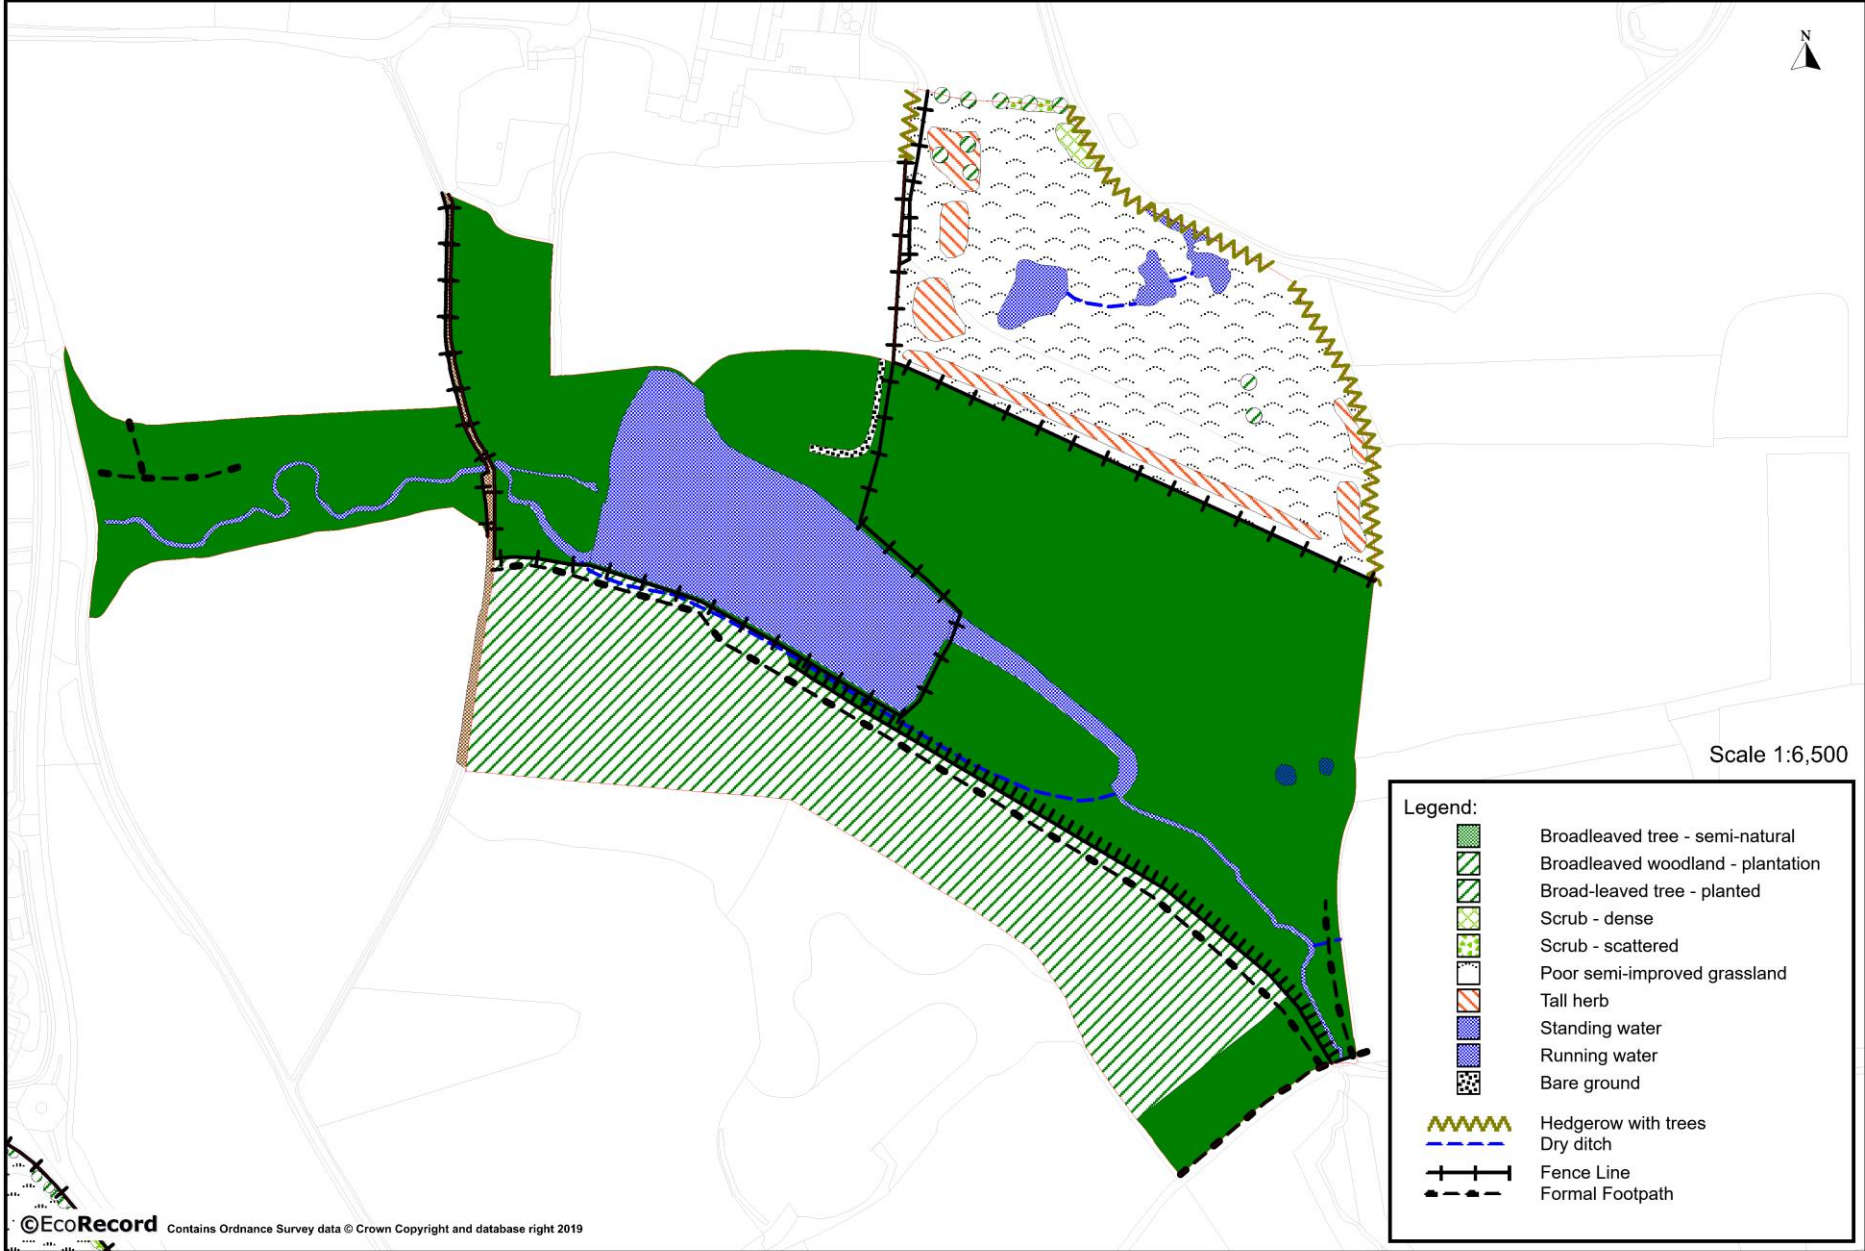 N
Scale 1:6,500
Legend:
Broadleaved tree - semi-natural
Broadleaved woodland - plantation
Broad-leaved tree - planted
Scrub - dense
Scrub - scattered
Poor semi-improved grassland
Tall herb
Standing water
Running water
Bare ground
Hedgerow with trees
Dry ditch
Fence Line
Formal Footpath
©EcoRecord Contains Ordnance Survey data © Crown Copyright and database right 2019